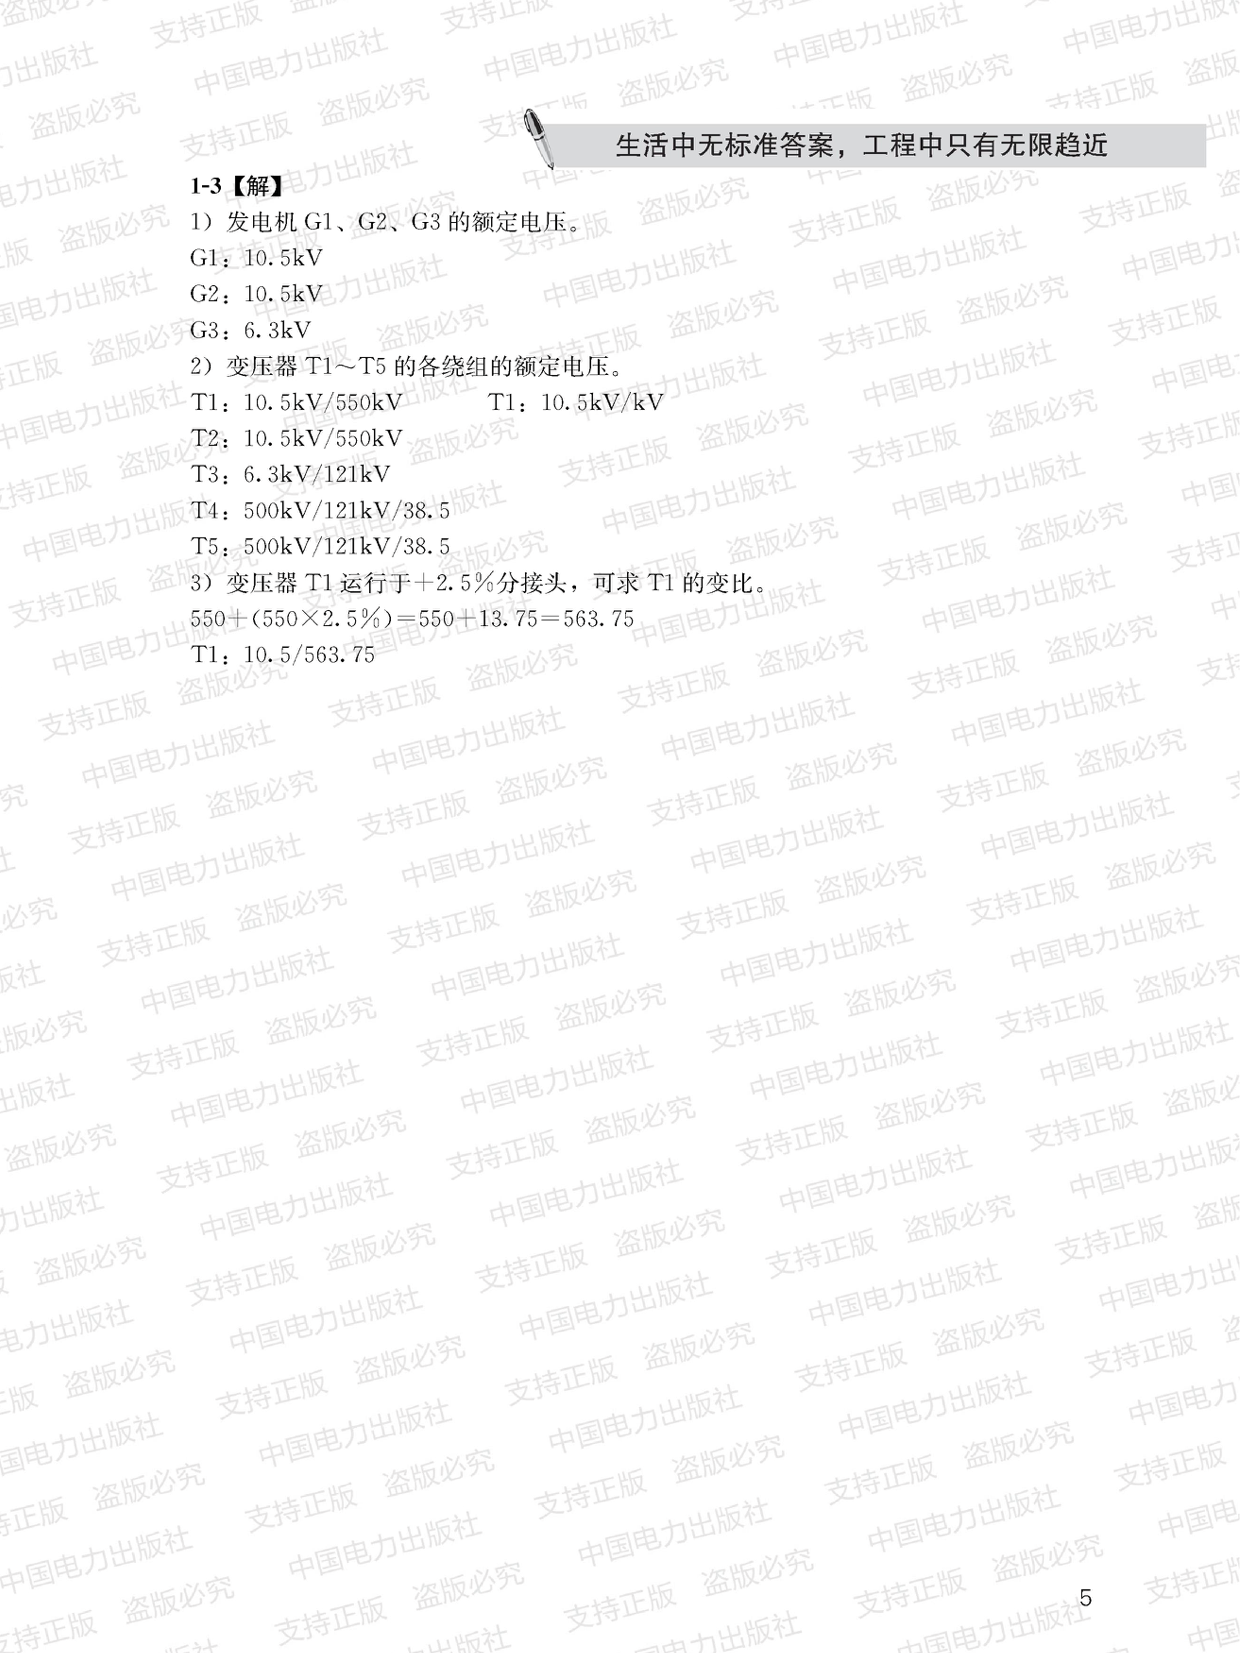 生活中无标准答案，工程中只有无限趋近
1-3【解】
1）发电机 G1、G2、G3 的额定电压。
G1：10.5kV
G2：10.5kV
G3：6.3kV
2）变压器 T1～T5 的各绕组的额定电压。
T1：10.5kV/550kV T1：10.5kV/kV
T2：10.5kV/550kV
T3：6.3kV/121kV
T4：500kV/121kV/38.5
T5：500kV/121kV/38.5
3）变压器 T1 运行于＋2.5％分接头，可求 T1 的变比。
550＋(550×2.5％)＝550＋13.75＝563.75
T1：10.5/563.75
5